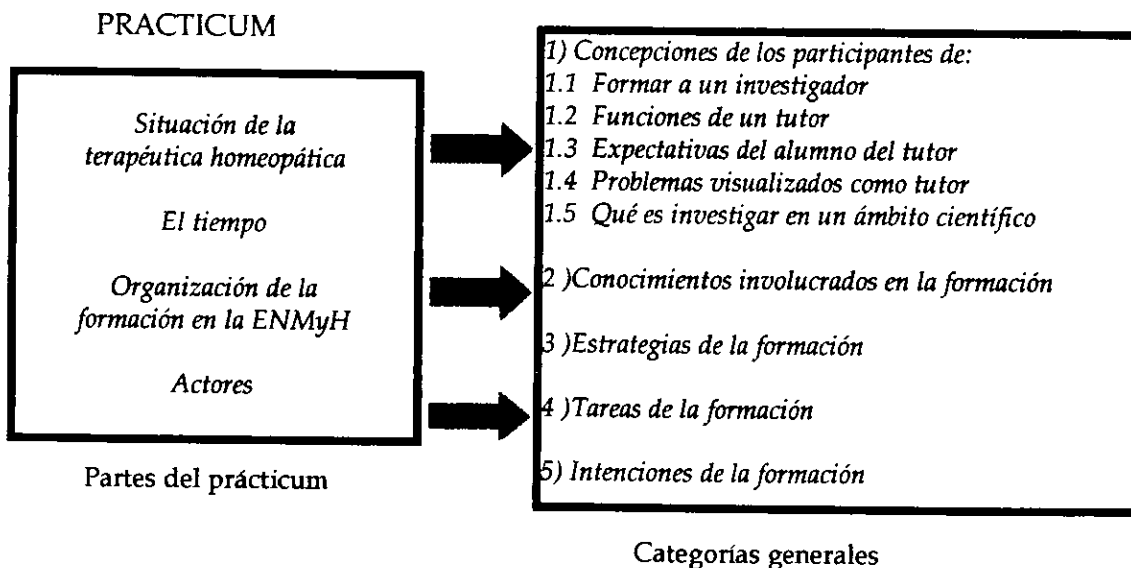 PRACTICUM
Situación de la
terapéutica homeopática
El tiempo
Organización de la
formación en la ENMyH
Actores
Partes del prácticum
1) Concepciones de los participantes de:
1.1 Formar a un investigador
1.2 Funciones de un tutor
1.3 Expectativas del alumno del tutor
1.4 Problemas visualizados como tutor
1.5 Qué es investigar en un ámbito científico
2 )Conocimientos involucrados en la formación
3 )Estrategias de la formación
4 )Tareas de la formación
5) Intenciones de la formación
Categorías generales